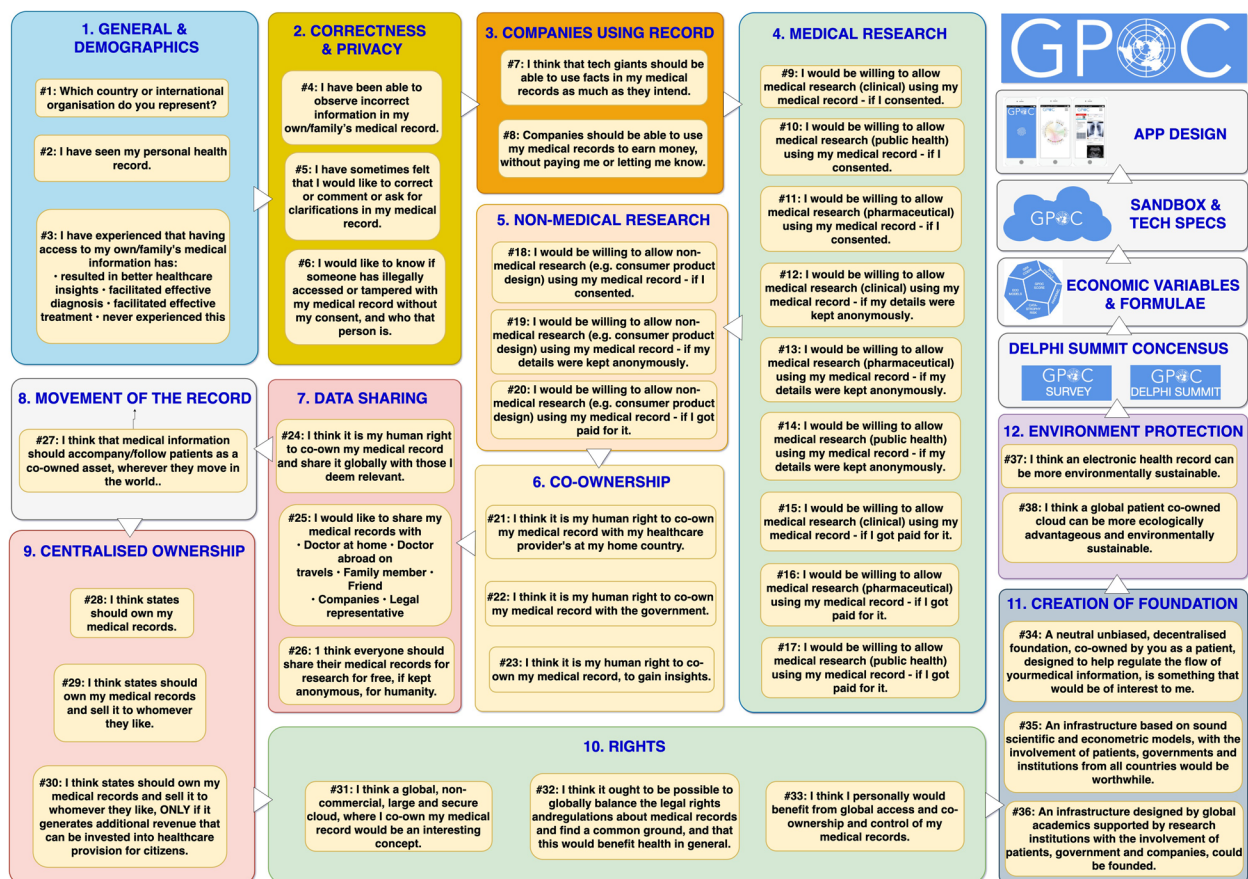 1. GENERAL &
DEMOGRAPHICS
#1: Which country or international
organisation do you represent?
#2: I have seen my personal health
record.
#3: I have experienced that having
access to my own/family's medical
information has:
• resulted in better healthcare
insights • facilitated effective
diagnosis • facilitated effective
treatment • never experienced this
2. CORRECTNESS
& PRIVACY
#4: I have been able to
observe incorrect
information in my
own/family's medical record.
#5: I have sometimes felt
that I would like to correct
or comment or ask for
clarifications in my medical
record.
#6: I would like to know if
someone has illegally
accessed or tampered with
my medical record without
my consent, and who that
person is.
3. COMPANIES USING RECORD
#7: I think that tech giants should be
able to use facts in my medical
records as much as they intend.
#8: Companies should be able to use
my medical records to earn money,
without paying me or letting me know.
4. MEDICAL RESEARCH
#9: I would be willing to allow
medical research (clinical) using my
medical record - if I consented.
#10: I would be willing to allow
medical research (public health)
using my medical record - if I
consented.
#11: I would be willing to allow
medical research (pharmaceutical)
using my medical record - if I
consented.
#12: I would be willing to allow
medical research (clinical) using my
medical record - if my details were
kept anonymously.
#13: I would be willing to allow
medical research (pharmaceutical)
using my medical record - if my
details were kept anonymously.
#14: I would be willing to allow
medical research (public health)
using my medical record - if my
details were kept anonymously.
#15: I would be willing to allow
medical research (clinical) using my
medical record - if I got paid for it.
#16: I would be willing to allow
medical research (pharmaceutical)
using my medical record - if I got
paid for it.
#17: I would be willing to allow
medical research (public health)
using my medical record - if I got
paid for it.
5. NON-MEDICAL RESEARCH
#18: I would be willing to allow non-
medical research (e.g. consumer product
design) using my medical record - if I
consented.
#19: I would be willing to allow non-
medical research (e.g. consumer product
design) using my medical record - if my
details were kept anonymously.
#20: I would be willing to allow non-
medical research (e.g. consumer product
design) using my medical record - if I got
paid for it.
6. CO-OWNERSHIP
#21: I think it is my human right to co-own
my medical record with my healthcare
provider's at my home country.
#22: I think it is my human right to co-own
my medical record with the government.
#23: I think it is my human right to co-
own my medical record, to gain insights.
7. DATA SHARING
#24: I think it is my human right
to co-own my medical record
and share it globally with those I
deem relevant.
#25: I would like to share my
medical records with
• Doctor at home • Doctor
abroad on
travels • Family member •
Friend
• Companies • Legal
representative
#26: 1 think everyone should
share their medical records for
research for free, if kept
anonymous, for humanity.
8. MOVEMENT OF THE RECORD
#27: I think that medical information
should accompany/follow patients as a
co-owned asset, wherever they move in
the world..
9. CENTRALISED OWNERSHIP
#28: I think states
should own my
medical records.
#29: I think states should
own my medical records
and sell it to whomever
they like.
#30: I think states should own my
medical records and sell it to
whomever they like, ONLY if it
generates additional revenue that
can be invested into healthcare
provision for citizens.
10. RIGHTS
#31: I think a global, non-
commercial, large and secure
cloud, where I co-own my medical
record would be an interesting
concept.
#32: I think it ought to be possible to
globally balance the legal rights
andregulations about medical records
and find a common ground, and that
this would benefit health in general.
#33: I think I personally would
benefit from global access and co-
ownership and control of my
medical records.
11. CREATION OF FOUNDATION
#34: A neutral unbiased, decentralised
foundation, co-owned by you as a patient,
designed to help regulate the flow of
yourmedical information, is something that
would be of interest to me.
#35: An infrastructure based on sound
scientific and econometric models, with the
involvement of patients, governments and
institutions from all countries would be
worthwhile.
#36: An infrastructure designed by global
academics supported by research
institutions with the involvement of
patients, government and companies, could
be founded.
12. ENVIRONMENT PROTECTION
#37: I think an electronic health record can
be more environmentally sustainable.
#38: I think a global patient co-owned
cloud can be more ecologically
advantageous and environmentally
sustainable.
DELPHI SUMMIT CONCENSUS
GPOC
SURVEY
GPOC
DELPHI SUMMIT
ECONOMIC VARIABLES
& FORMULAE
SANDBOX &
TECH SPECS
GPOC
APP DESIGN
GPOC
GPOC